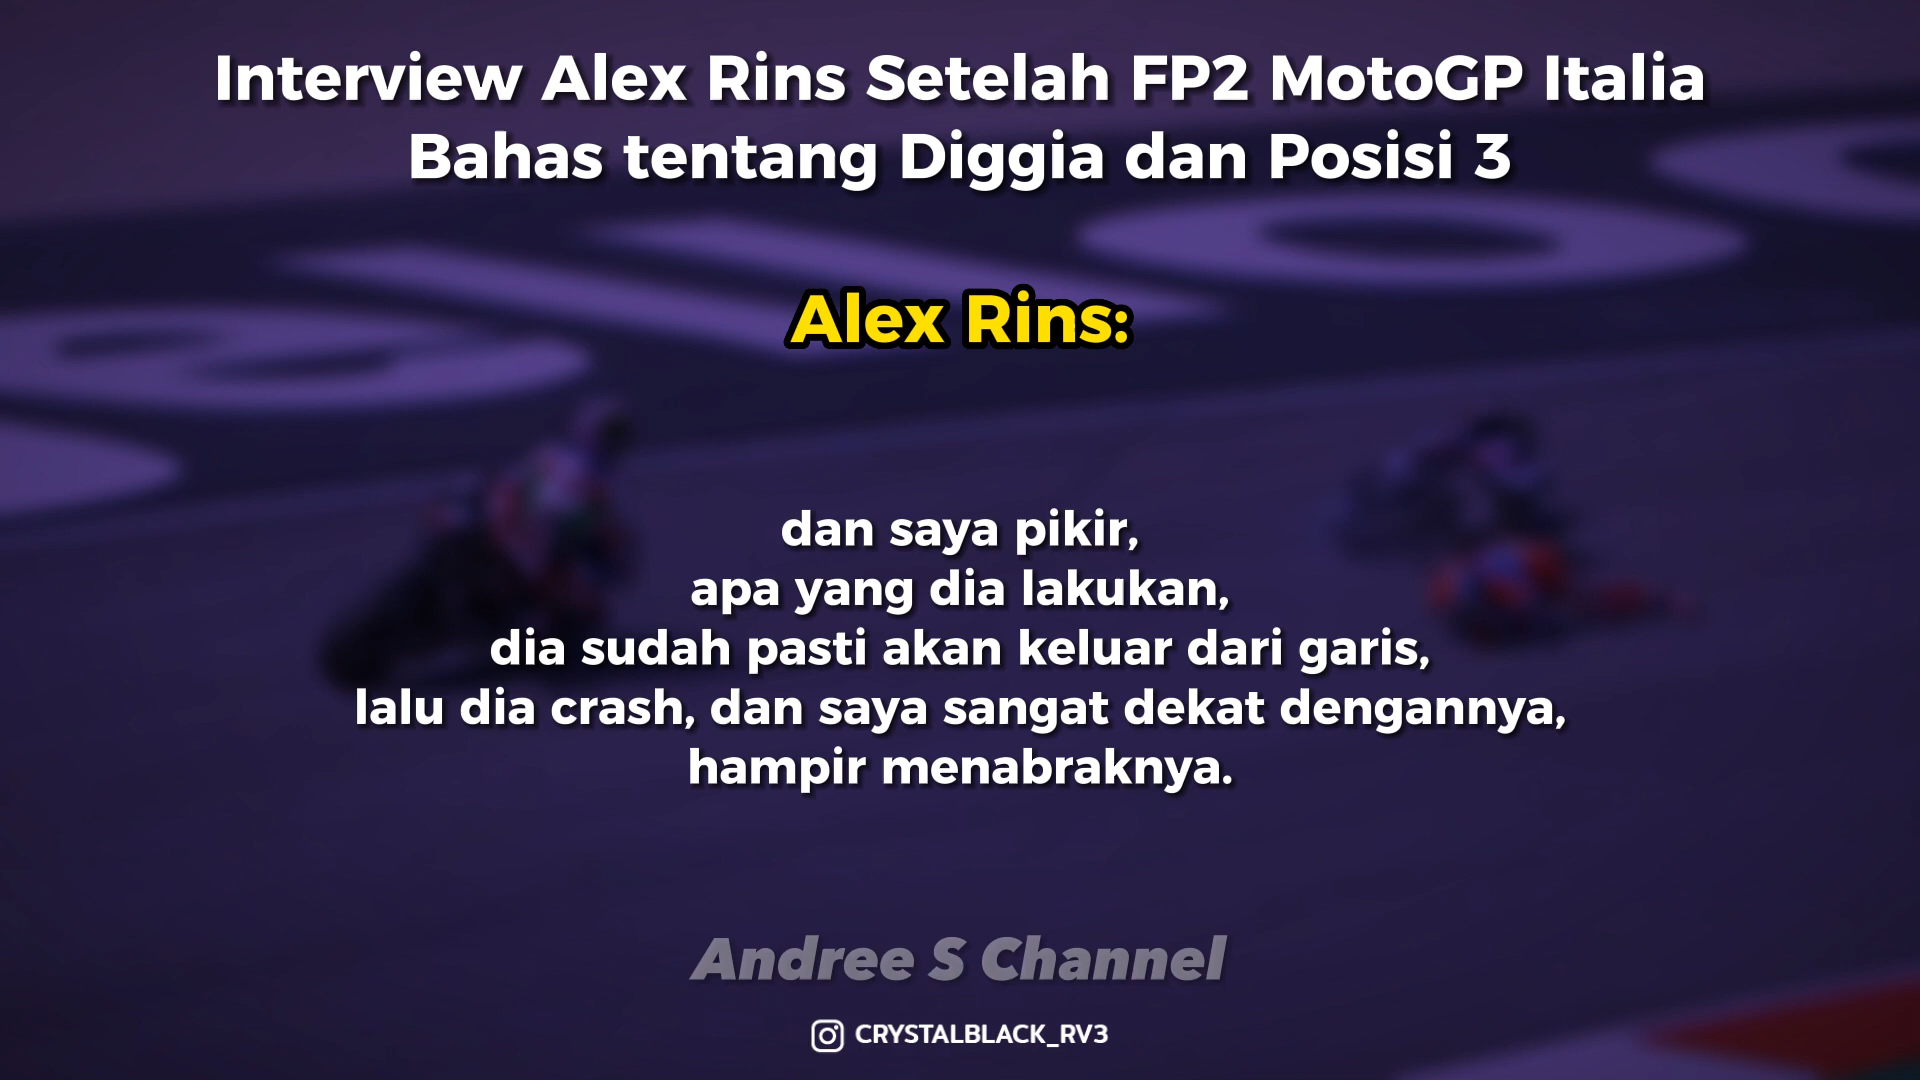 Interview Alex Rins Setelah FP2 MotoGP Italia
Bahas tentang Diggia dan Posisi 3
Alex Rins:
dan saya pikir,
apa yang dia lakukan,
dia sudah pasti akan keluar dari garis,
lalu dia crash, dan saya sangat dekat dengannya,
hampir menabraknya.
Andree S Channel
CRYSTALBLACK_RV3